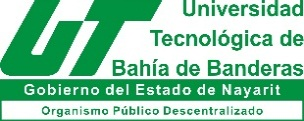 UT
Universidad
Tecnológica de
Bahía de Banderas
Gobierno del Estado de Nayarit
Organismo Público Descentralizado